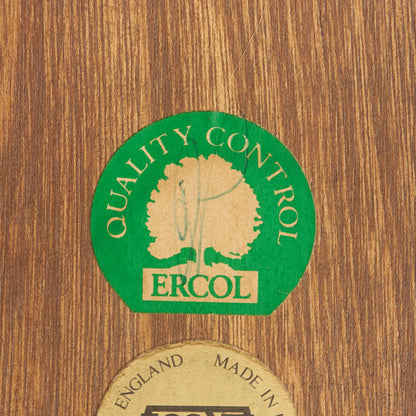 QUALITY CONTROL
ERCOL
ENGLAND MADE IN